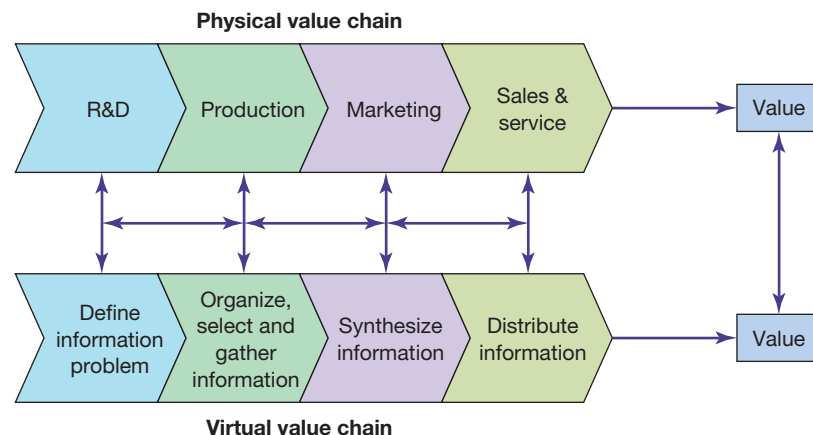 Physical value chain
R&D
Production
Marketing
Sales &
service
Value
Define
information
problem
Organize,
select and
gather
information
Synthesize
information
Distribute
information
Value
Virtual value chain